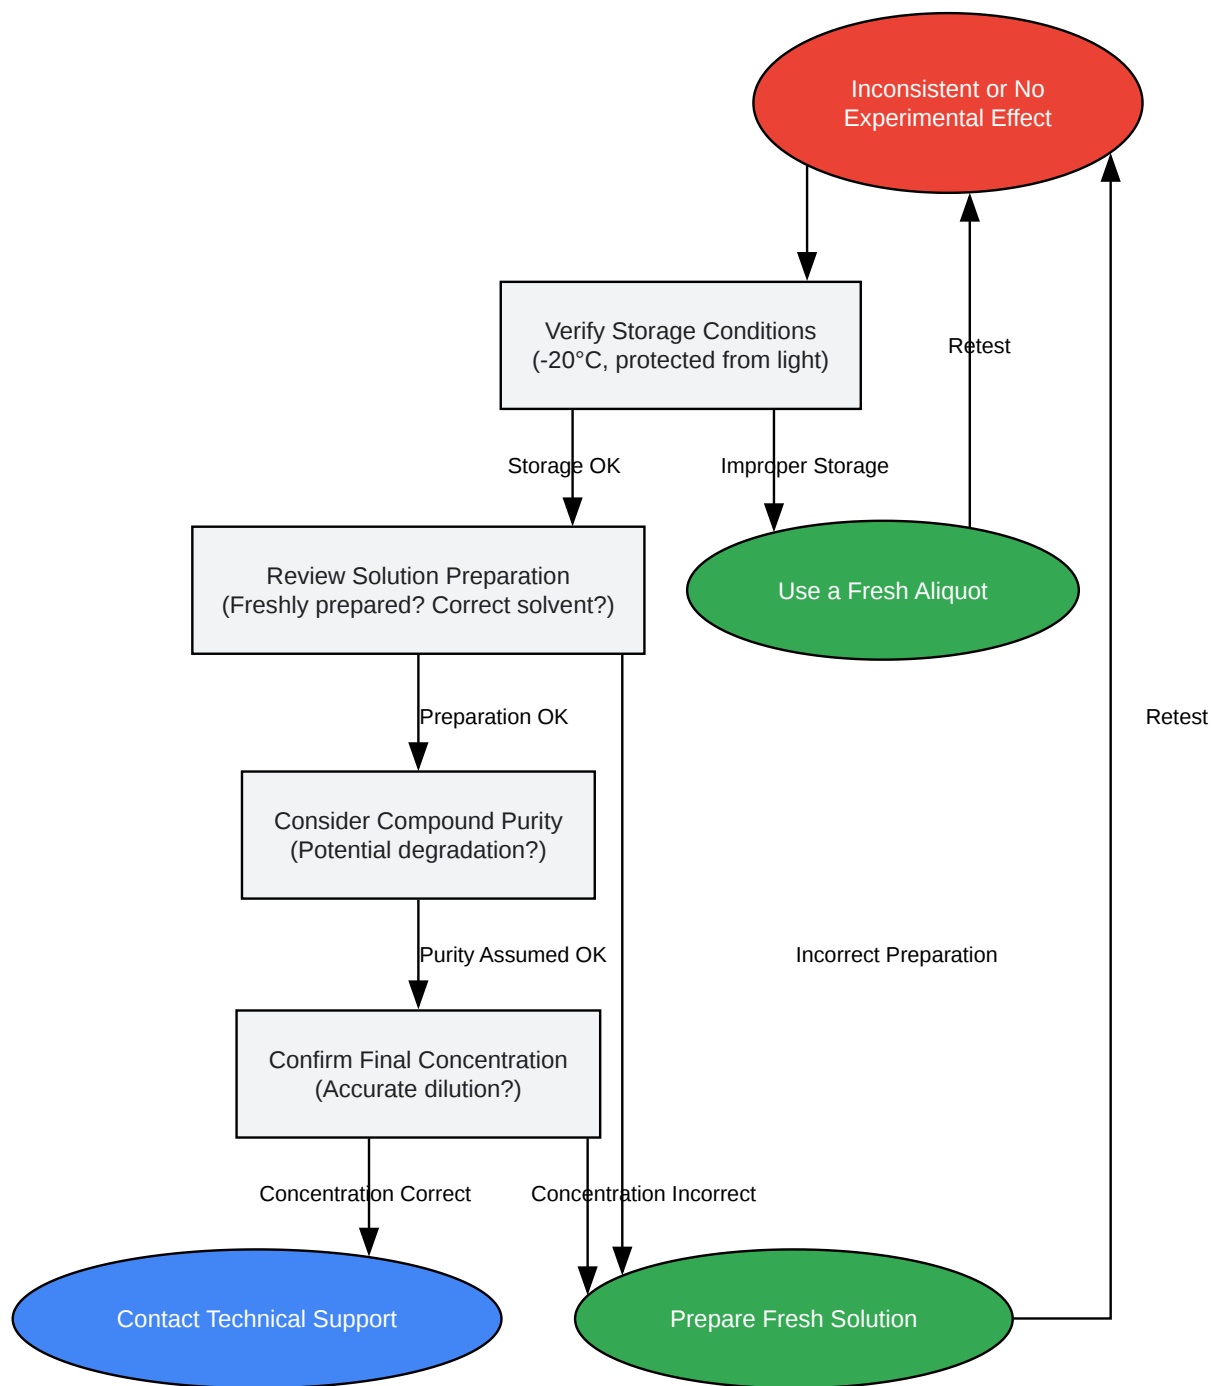 Inconsistent or No
Experimental Effect
Verify Storage Conditions
(-20°C, protected from light)
Retest
Storage OK
Improper Storage
Review Solution Preparation
(Freshly prepared? Correct solvent?)
Use a Fresh Aliquot
Preparation OK
Retest
Consider Compound Purity
(Potential degradation?)
Purity Assumed OK
Incorrect Preparation
Confirm Final Concentration
(Accurate dilution?)
Concentration Correct
Concentration Incorrect
Contact Technical Support
Prepare Fresh Solution